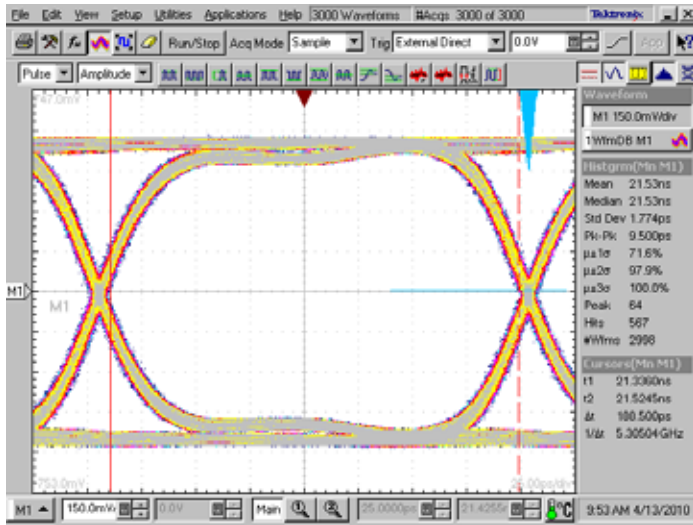 File Edit View Setup Utilities Applications Help 3000 Waveforms #Acqs 3000 of 3000 Tektronix
Run/Stop Acq Mode Sample Trig External Direct 0.0V App
Pulse Amplitude
747.0mV
Waveform
M1 150.0mV/div
1WfmDB M1
Histgrm(Mn M1)
Mean 21.53ns
Median 21.53ns
Std Dev 1.774ps
Pk-Pk 9.500ps
µ±1σ 71.6%
µ±2σ 97.9%
µ±3σ 100.0%
Peak 64
Hits 567
#Wfms 2998
Cursors(Mn M1)
t1 21.3360ns
t2 21.5245ns
Δt 188.500ps
1/Δt 5.30504GHz
M1
M1
-753.0mV
25.00ps/div
M1 150.0mV/ 0.0V Main 25.0000ps 21.4255 °C 9:53 AM 4/13/2010